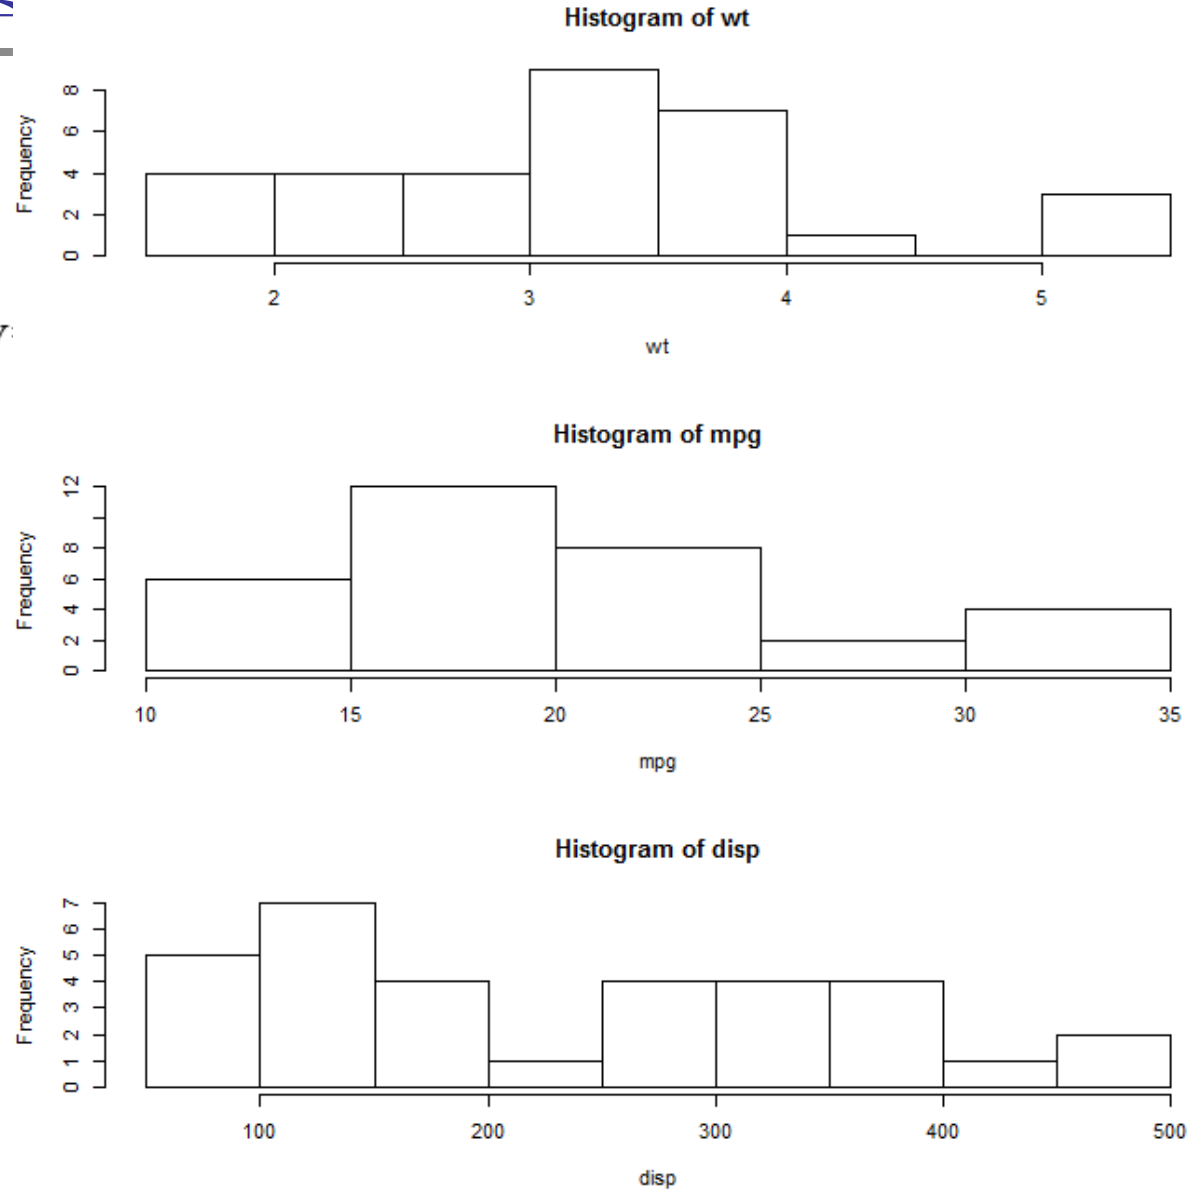 Histogram of wt
Frequency
0 2 4 6 8
2 3 4 5
wt
Histogram of mpg
Frequency
0 2 4 6 8 12
10 15 20 25 30 35
mpg
Histogram of disp
Frequency
0 1 2 3 4 5 6 7
100 200 300 400 500
disp